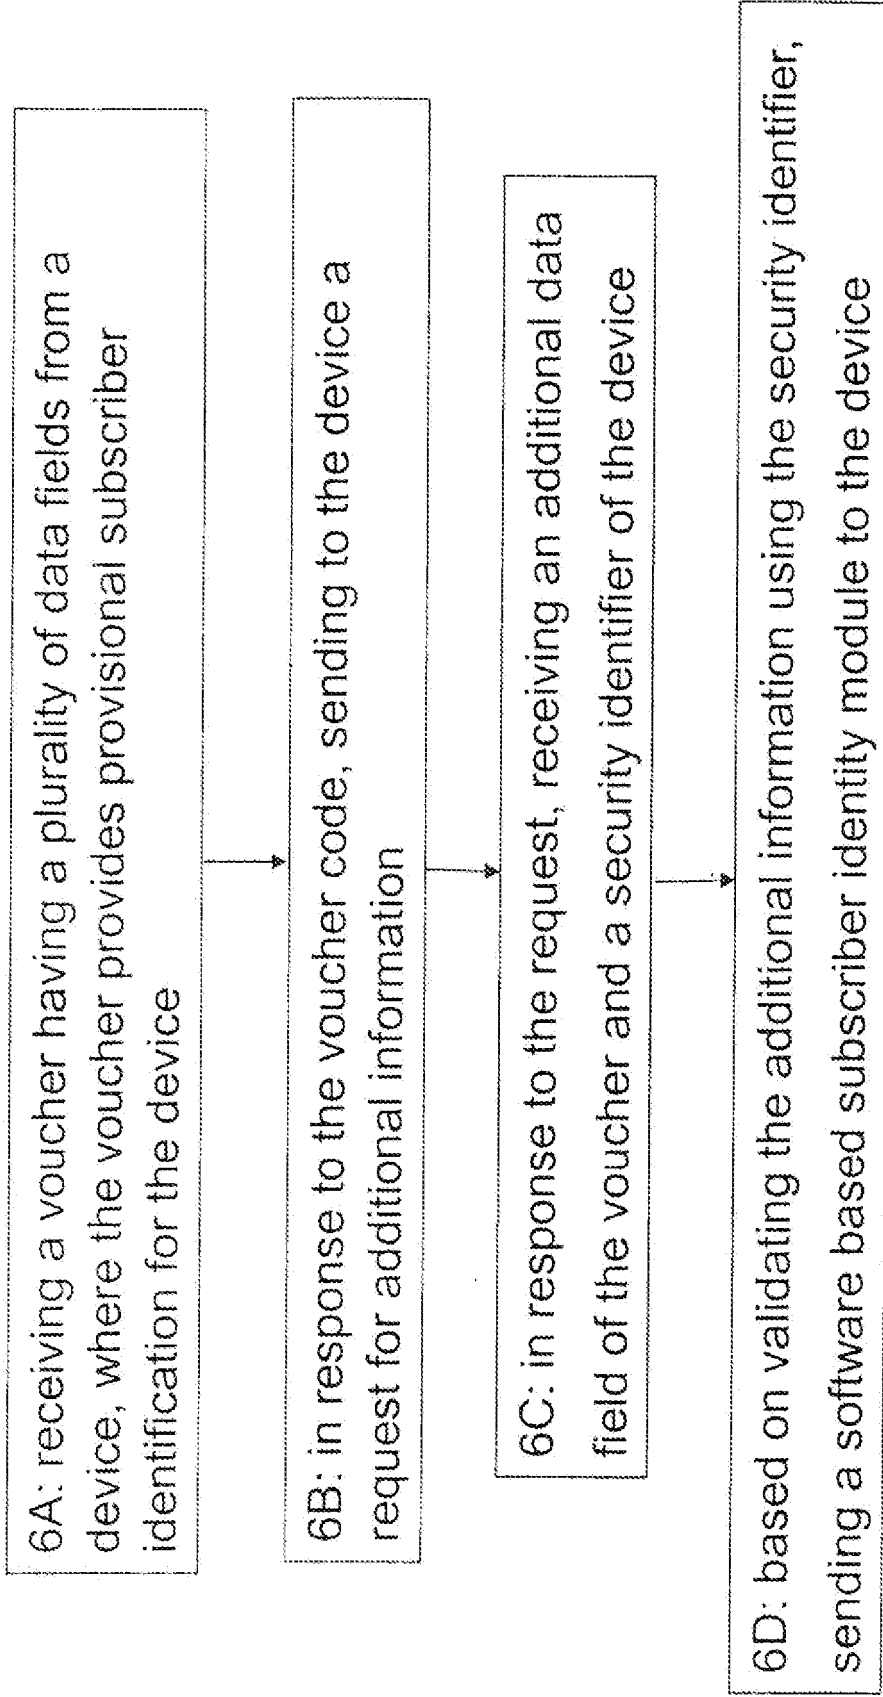 6A: receiving a voucher having a plurality of data fields from a
device, where the voucher provides provisional subscriber
identification for the device
6B: in response to the voucher code, sending to the device a
request for additional information
6C: in response to the request, receiving an additional data
field of the voucher and a security identifier of the device
6D: based on validating the additional information using the security identifier,
sending a software based subscriber identity module to the device